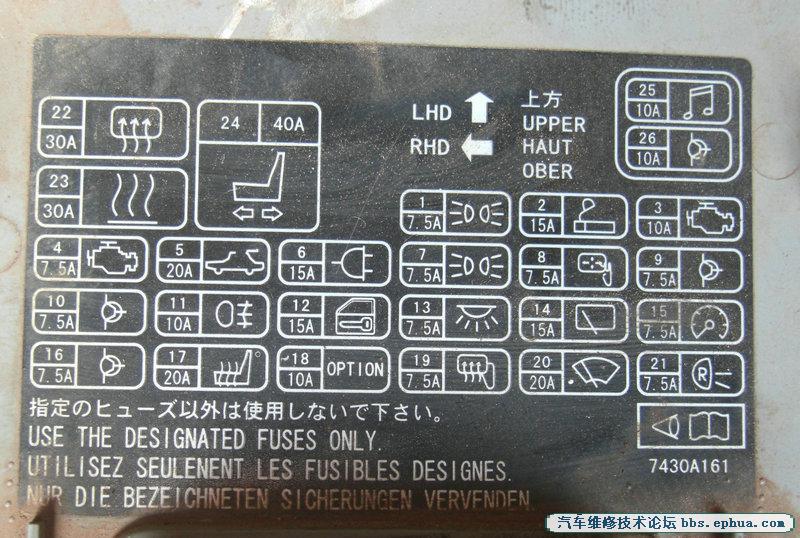 LHD 上方
UPPER
RHD HAUT
OBER
25 10A
26 10A
22 30A
24 40A
23 30A
1 7.5A
2 15A
3 10A
4 7.5A
5 20A
6 15A
7 7.5A
8 7.5A
9 7.5A
10 7.5A
11 10A
12 15A
13 7.5A
14 15A
15 7.5A
16 7.5A
17 20A
18 10A OPTION
19 7.5A
20 20A
21 7.5A R
指定のヒューズ以外は使用しないで下さい。
USE THE DESIGNATED FUSES ONLY.
UTILISEZ SEULENENT LES FUSIBLES DESIGNES.
NUR DIE BEZEICHNETEN SICHERUNGEN VERVENDEN
7430A161
汽车维修技术论坛 bbs.ephua.com